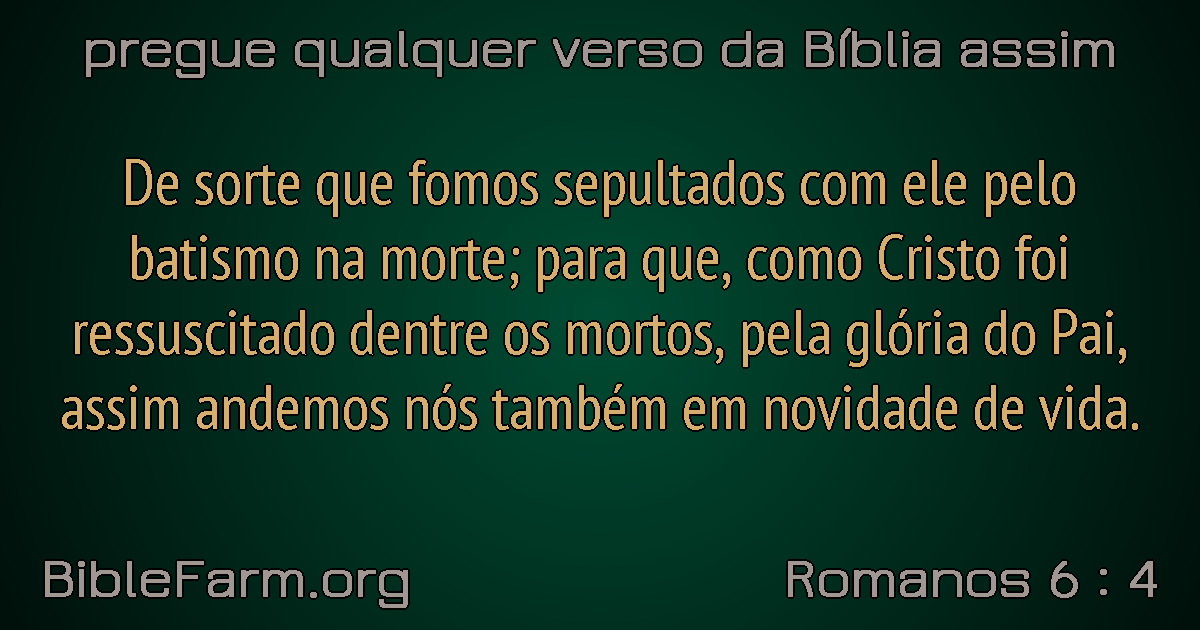 pregue qualquer verso da Bíblia assim
De sorte que fomos sepultados com ele pelo
batismo na morte; para que, como Cristo foi
ressuscitado dentre os mortos, pela glória do Pai,
assim andemos nós também em novidade de vida.
BibleFarm.org
Romanos 6 : 4